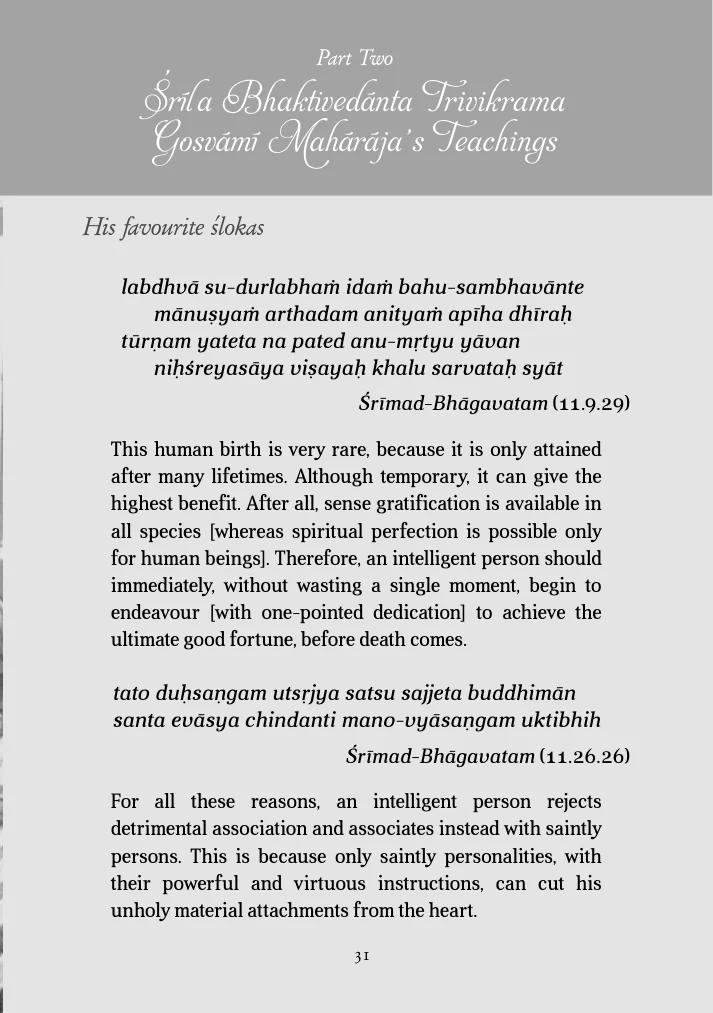 Part Two
Śríla Bhaktivedánta Trivikrama
Gosvámí Mahárája's Teachings
His favourite ślokas
labdhvā su-durlabhaṁ idaṁ bahu-sambhavānte
mānuṣyaṁ arthadam anityaṁ apīha dhīraḥ
tūrṇam yateta na pated anu-mṛtyu yāvan
niḥśreyasāya viṣayaḥ khalu sarvataḥ syāt
Śrīmad-Bhāgavatam (11.9.29)
This human birth is very rare, because it is only attained
after many lifetimes. Although temporary, it can give the
highest benefit. After all, sense gratification is available in
all species [whereas spiritual perfection is possible only
for human beings]. Therefore, an intelligent person should
immediately, without wasting a single moment, begin to
endeavour [with one-pointed dedication] to achieve the
ultimate good fortune, before death comes.
tato duḥsaṇgam utsṛjya satsu sajjeta buddhimān
santa evāsya chindanti mano-vyāsaṇgam uktibhih
Śrīmad-Bhāgavatam (11.26.26)
For all these reasons, an intelligent person rejects
detrimental association and associates instead with saintly
persons. This is because only saintly personalities, with
their powerful and virtuous instructions, can cut his
unholy material attachments from the heart.
31